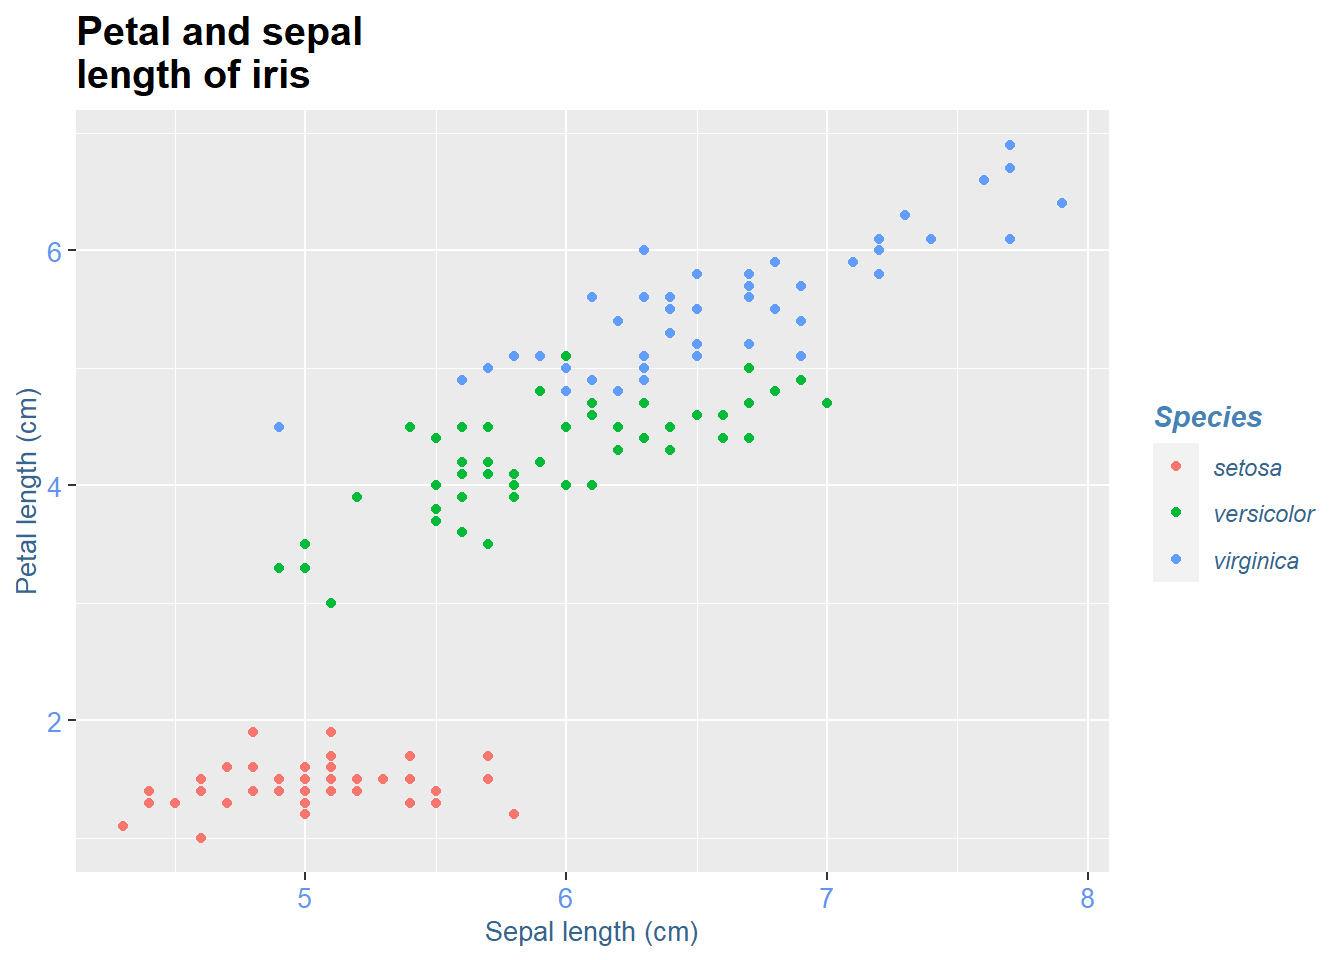 Petal and sepal
length of iris
6
4
2
Petal length (cm)
5 6 7 8
Sepal length (cm)
Species
setosa
versicolor
virginica